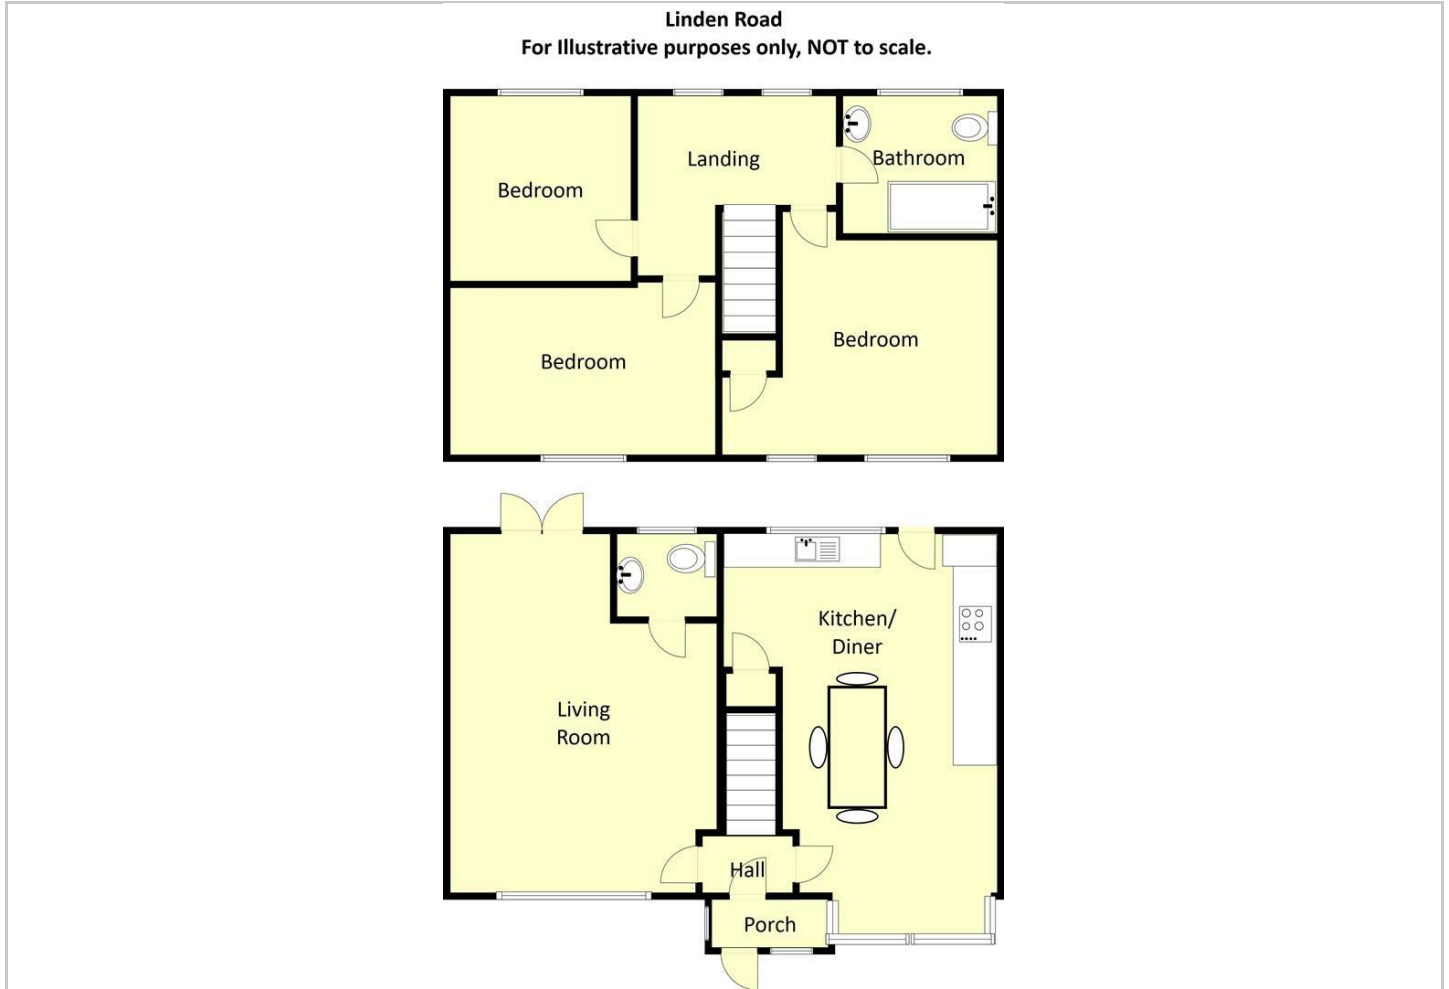 Linden Road
For Illustrative purposes only, NOT to scale.
Bedroom
Landing
Bathroom
Bedroom
Bedroom
Kitchen/
Diner
Living
Room
Hall
Porch